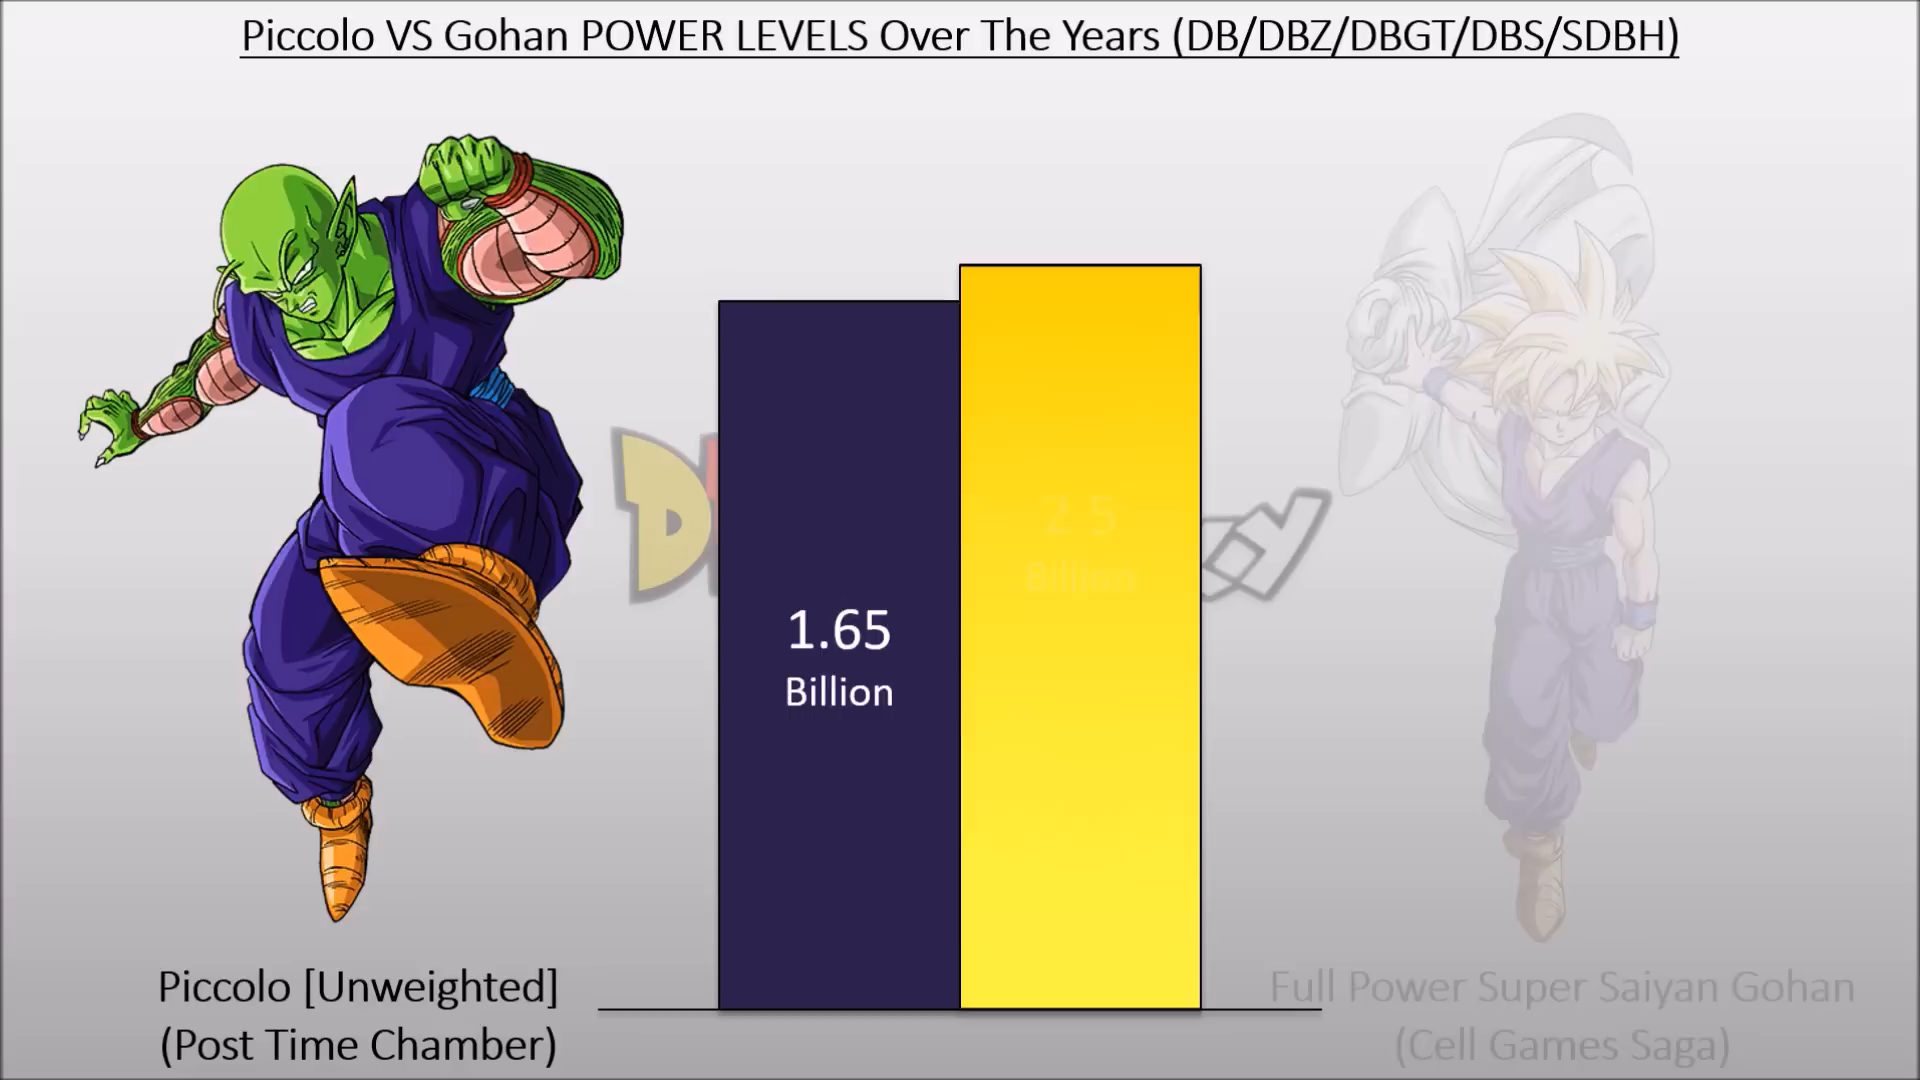 Piccolo VS Gohan POWER LEVELS Over The Years (DB/DBZ/DBGT/DBS/SDBH)
1.65
Billion
2.5
Billion
Piccolo [Unweighted]
(Post Time Chamber)
Full Power Super Saiyan Gohan
(Cell Games Saga)